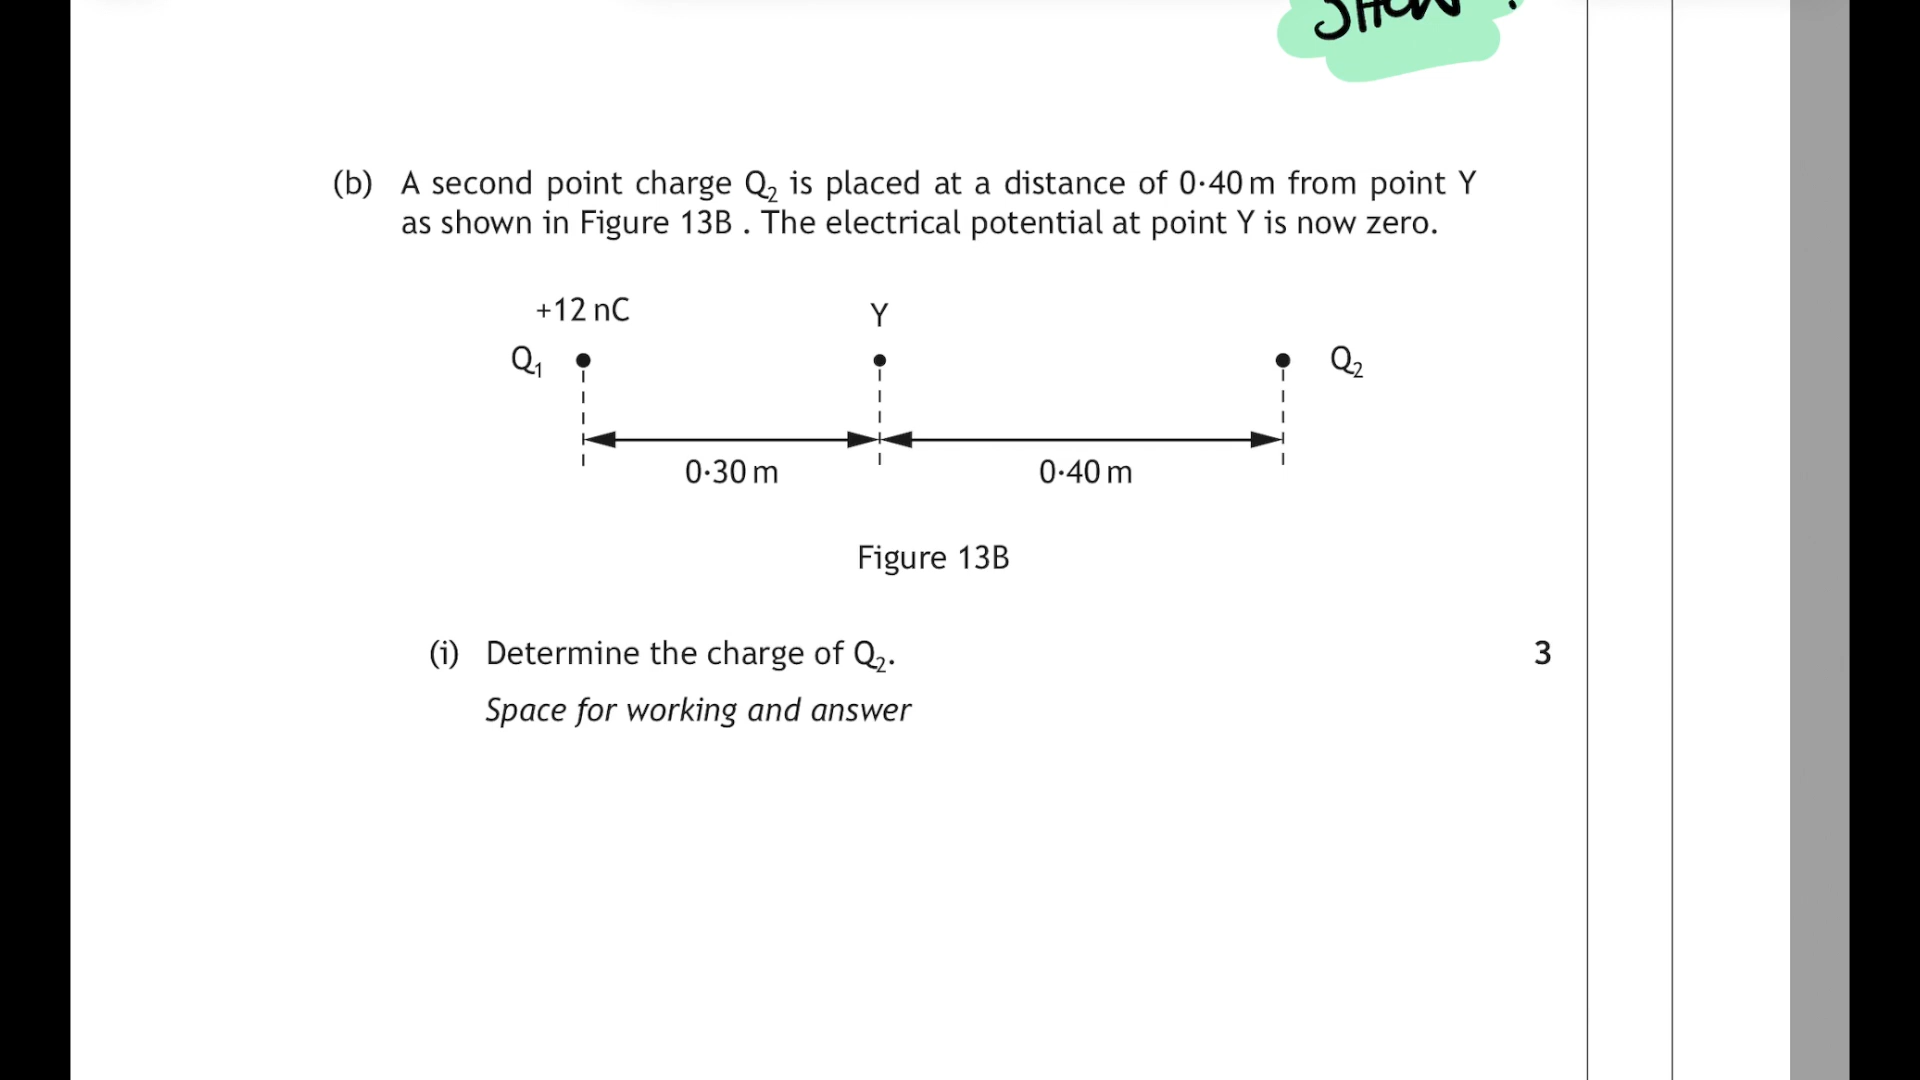 (b) A second point charge Q₂ is placed at a distance of 0·40 m from point Y
as shown in Figure 13B . The electrical potential at point Y is now zero.
+12 nC
Y
Q₁
Q₂
0·30 m
0·40 m
Figure 13B
(i) Determine the charge of Q₂.
3
Space for working and answer